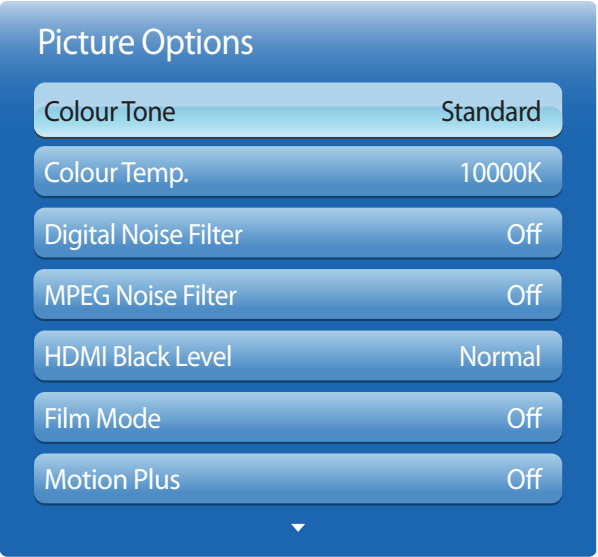 Picture Options
Colour Tone Standard
Colour Temp. 10000K
Digital Noise Filter Off
MPEG Noise Filter Off
HDMI Black Level Normal
Film Mode Off
Motion Plus Off